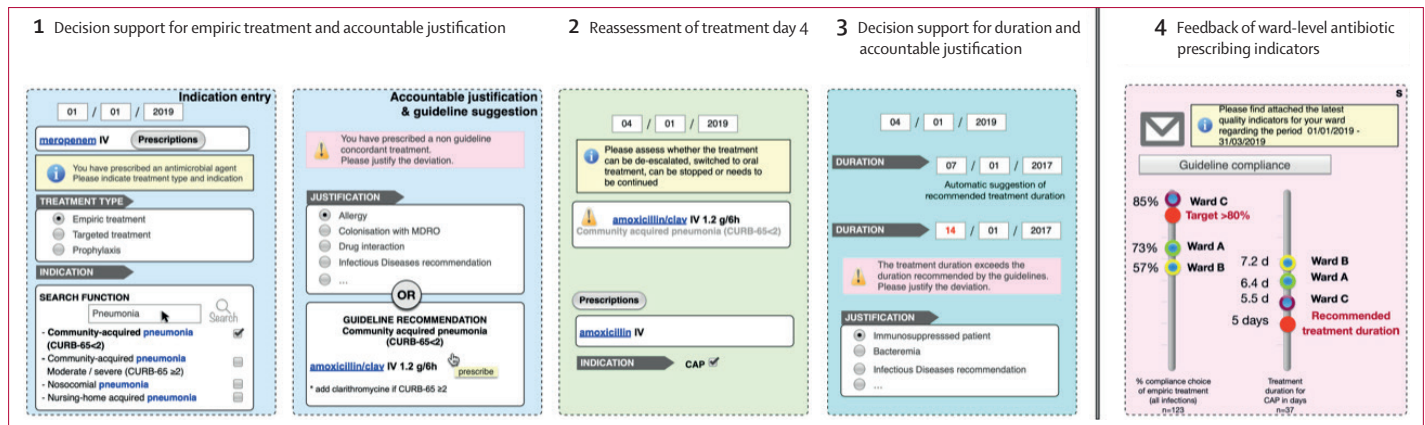 1 Decision support for empiric treatment and accountable justification
2 Reassessment of treatment day 4
3 Decision support for duration and
accountable justification
4 Feedback of ward-level antibiotic
prescribing indicators
Indication entry
01 / 01 / 2019
meropenem IV Prescriptions
You have prescribed an antimicrobial agent
Please indicate treatment type and indication
TREATMENT TYPE
Empiric treatment
Targeted treatment
Prophylaxis
INDICATION
SEARCH FUNCTION
Pneumonia
Search
- Community-acquired pneumonia
(CURB-65<2)
- Community-acquired pneumonia
Moderate / severe (CURB-65 ≥2)
- Nosocomial pneumonia
- Nursing-home acquired pneumonia
Accountable justification
& guideline suggestion
You have prescribed a non guideline
concordant treatment.
Please justify the deviation.
JUSTIFICATION
Allergy
Colonisation with MDRO
Drug interaction
Infectious Diseases recommendation
...
OR
GUIDELINE RECOMMENDATION
Community acquired pneumonia
(CURB-65<2)
amoxicillin/clav IV 1.2 g/6h
prescribe
* add clarithromycine if CURB-65 ≥2
04 / 01 / 2019
Please assess whether the treatment
can be de-escalated, switched to oral
treatment, can be stopped or needs to
be continued
amoxicillin/clav IV 1.2 g/6h
Community acquired pneumonia (CURB-65<2)
Prescriptions
amoxicillin IV
INDICATION CAP
04 / 01 / 2019
DURATION 07 / 01 / 2017
Automatic suggestion of
recommended treatment duration
DURATION 14 / 01 / 2017
The treatment duration exceeds the
duration recommended by the guidelines.
Please justify the deviation.
JUSTIFICATION
Immunosuppresssed patient
Bacteremia
Infectious Diseases recommendation
...
s
Please find attached the latest
quality indicators for your ward
regarding the period 01/01/2019 -
31/03/2019
Guideline compliance
85% Ward C
Target >80%
73% Ward A
57% Ward B
7.2 d Ward B
6.4 d Ward A
5.5 d Ward C
5 days Recommended
treatment duration
% compliance choice
of empiric treatment
(all infections)
n=123
Treatment
duration for
CAP in days
n=37